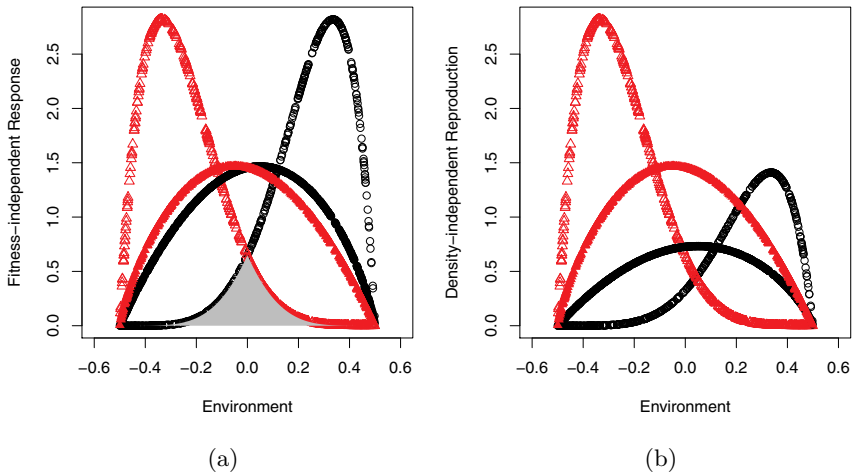 Fitness−independent Response
0.0 0.5 1.0 1.5 2.0 2.5
−0.6 −0.4 −0.2 0.0 0.2 0.4 0.6
Environment
(a)
Density−independent Reproduction
0.0 0.5 1.0 1.5 2.0 2.5
−0.6 −0.4 −0.2 0.0 0.2 0.4 0.6
Environment
(b)